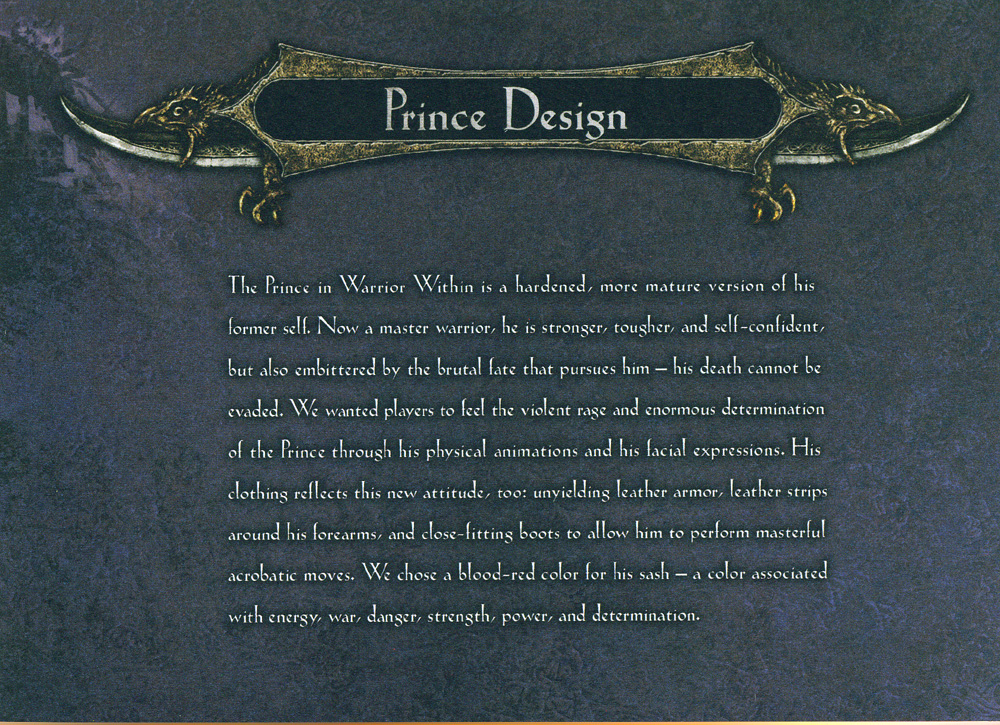 Prince Design
The Prince in Warrior Within is a hardened, more mature version of his
former self. Now a master warrior, he is stronger, tougher, and self-confident,
but also embittered by the brutal fate that pursues him – his death cannot be
evaded. We wanted players to feel the violent rage and enormous determination
of the Prince through his physical animations and his facial expressions. His
clothing reflects this new attitude, too: unyielding leather armor, leather strips
around his forearms, and close-fitting boots to allow him to perform masterful
acrobatic moves. We chose a blood-red color for his sash – a color associated
with energy, war, danger, strength, power, and determination.